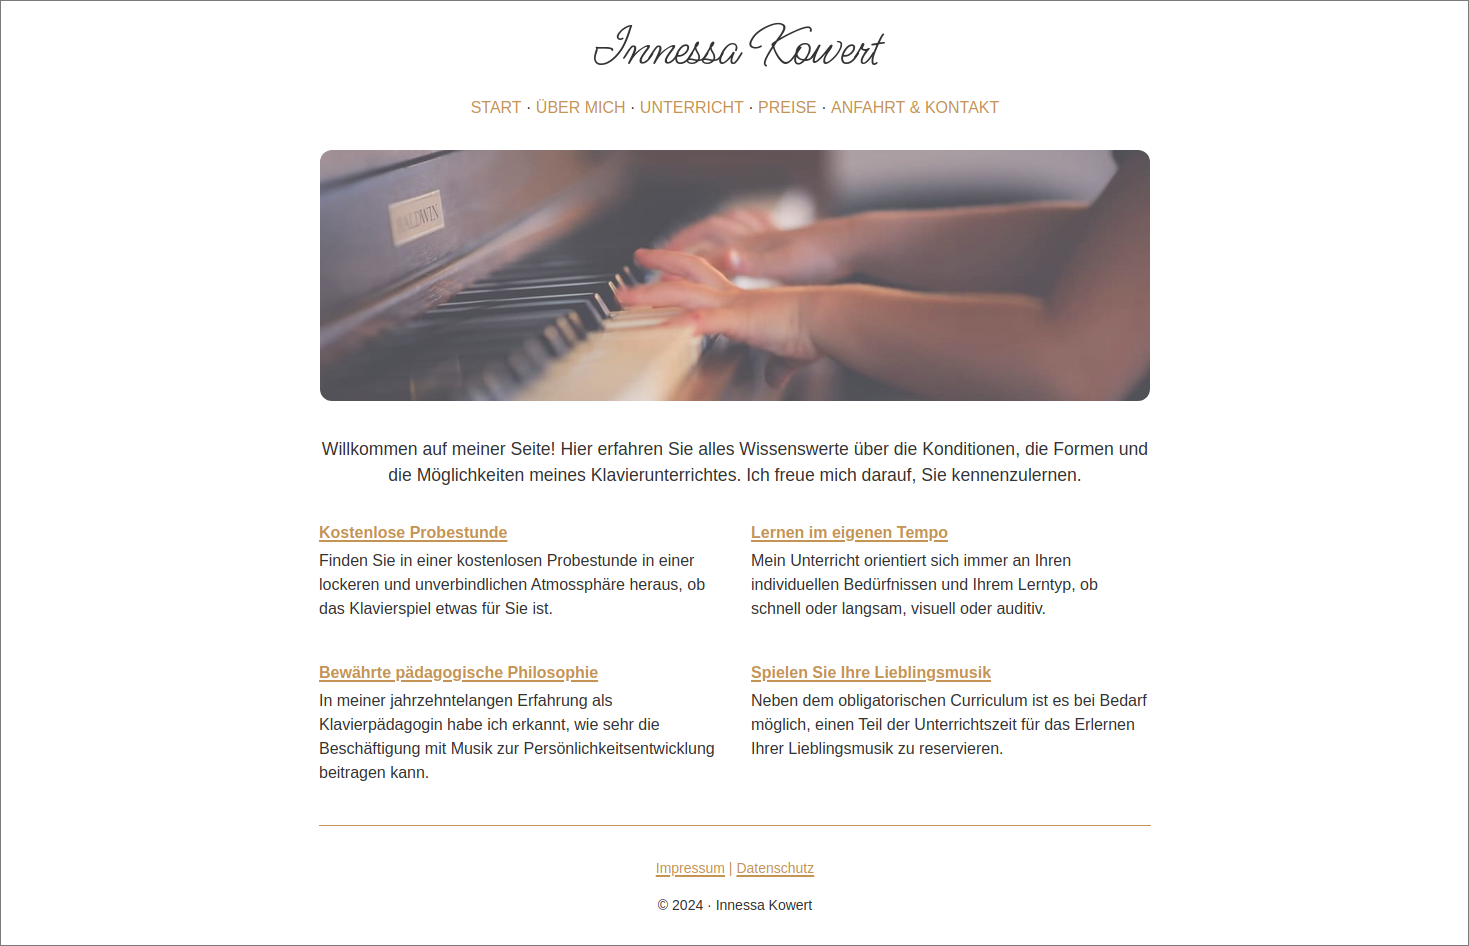 Innessa Kowert
START · ÜBER MICH · UNTERRICHT · PREISE · ANFAHRT & KONTAKT
BALDWIN
Willkommen auf meiner Seite! Hier erfahren Sie alles Wissenswerte über die Konditionen, die Formen und
die Möglichkeiten meines Klavierunterrichtes. Ich freue mich darauf, Sie kennenzulernen.
Kostenlose Probestunde
Finden Sie in einer kostenlosen Probestunde in einer
lockeren und unverbindlichen Atmossphäre heraus, ob
das Klavierspiel etwas für Sie ist.
Lernen im eigenen Tempo
Mein Unterricht orientiert sich immer an Ihren
individuellen Bedürfnissen und Ihrem Lerntyp, ob
schnell oder langsam, visuell oder auditiv.
Bewährte pädagogische Philosophie
In meiner jahrzehntelangen Erfahrung als
Klavierpädagogin habe ich erkannt, wie sehr die
Beschäftigung mit Musik zur Persönlichkeitsentwicklung
beitragen kann.
Spielen Sie Ihre Lieblingsmusik
Neben dem obligatorischen Curriculum ist es bei Bedarf
möglich, einen Teil der Unterrichtszeit für das Erlernen
Ihrer Lieblingsmusik zu reservieren.
Impressum | Datenschutz
© 2024 · Innessa Kowert